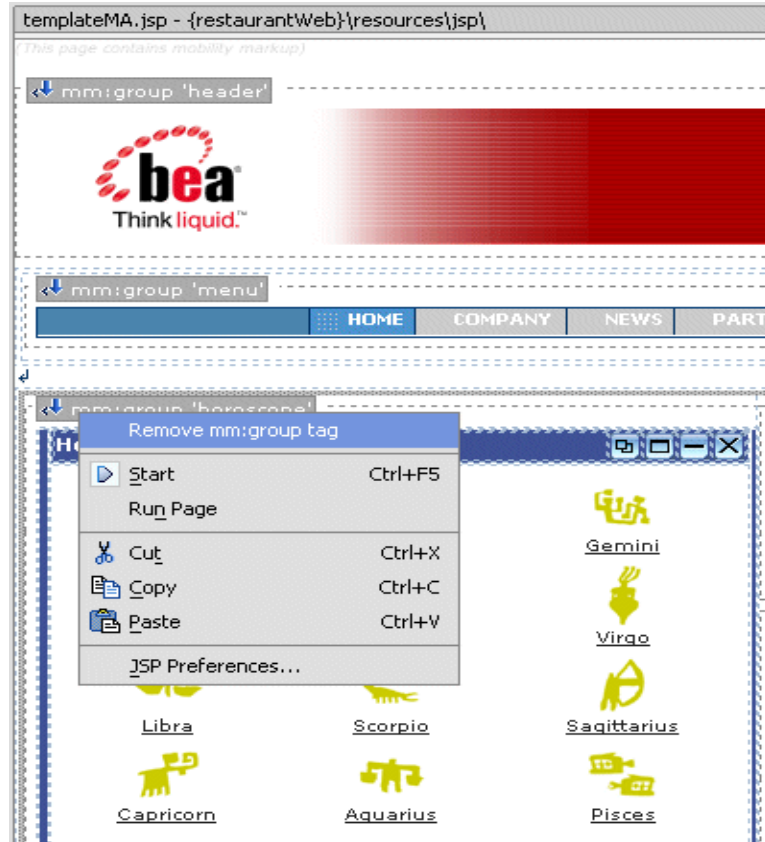 templateMA.jsp - {restaurantWeb}\resources\jsp\
(This page contains mobility markup)
mm:group 'header'
bea
Think liquid.™
mm:group 'menu'
HOME COMPANY NEWS PART
mm:group 'horoscope'
Remove mm:group tag
Start Ctrl+F5
Run Page
Cut Ctrl+X
Copy Ctrl+C
Paste Ctrl+V
JSP Preferences...
Gemini
Virgo
Libra Scorpio Sagittarius
Capricorn Aquarius Pisces